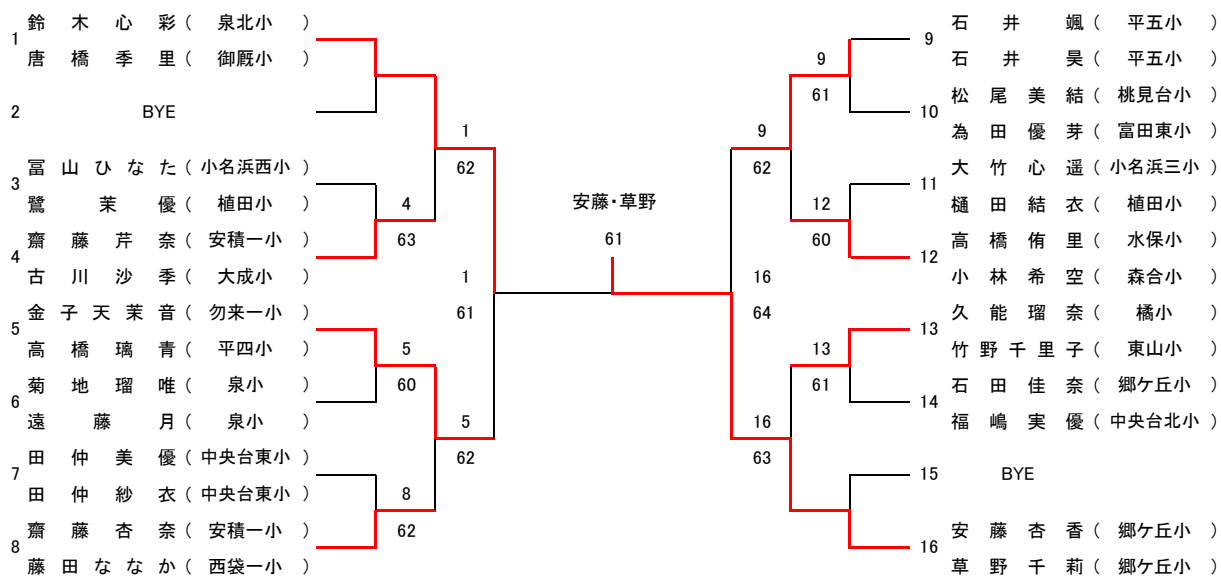 鈴木心彩（泉北小）
1
唐橋季里（御厩小）
2 BYE
冨山ひなた（小名浜西小）
3
鷺茉優（植田小）
齋藤芹奈（安積一小）
4
古川沙季（大成小）
金子天茉音（勿来一小）
5
高橋璃青（平四小）
菊地瑠唯（泉小）
6
遠藤月（泉小）
田仲美優（中央台東小）
7
田仲紗衣（中央台東小）
齋藤杏奈（安積一小）
8
藤田ななか（西袋一小）
4
63
5
60
8
62
1
62
5
62
1
61
安藤・草野
61
16
64
9
62
16
63
9
61
12
60
13
61
石井颯（平五小）
9
石井昊（平五小）
松尾美結（桃見台小）
10
為田優芽（富田東小）
大竹心遥（小名浜三小）
11
樋田結衣（植田小）
高橋侑里（水保小）
12
小林希空（森合小）
久能瑠奈（橘小）
13
竹野千里子（東山小）
石田佳奈（郷ケ丘小）
14
福嶋実優（中央台北小）
15 BYE
安藤杏香（郷ケ丘小）
16
草野千莉（郷ケ丘小）